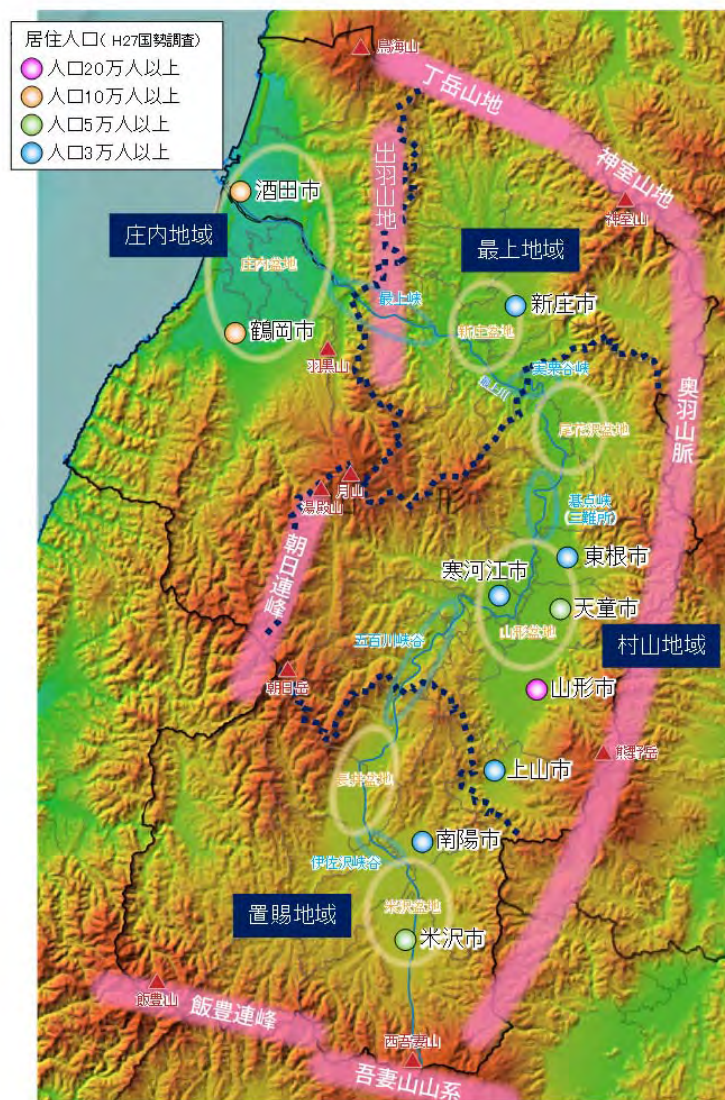 居住人口(H27国勢調査)
人口20万人以上
人口10万人以上
人口5万人以上
人口3万人以上
鳥海山
丁岳山地
神室山地
神室山
出羽山地
酒田市
庄内地域
庄内盆地
鶴岡市
羽黒山
最上峡
最上地域
新庄市
新庄盆地
最上川
実栗谷峡
尾花沢盆地
奥羽山脈
月山
湯殿山
碁点峡
(三難所)
朝日連峰
東根市
寒河江市
天童市
山形盆地
村山地域
五百川峡谷
朝日岳
山形市
熊野岳
上山市
長井盆地
南陽市
伊佐沢峡谷
置賜地域
米沢盆地
米沢市
飯豊山
飯豊連峰
西吾妻山
吾妻山山系